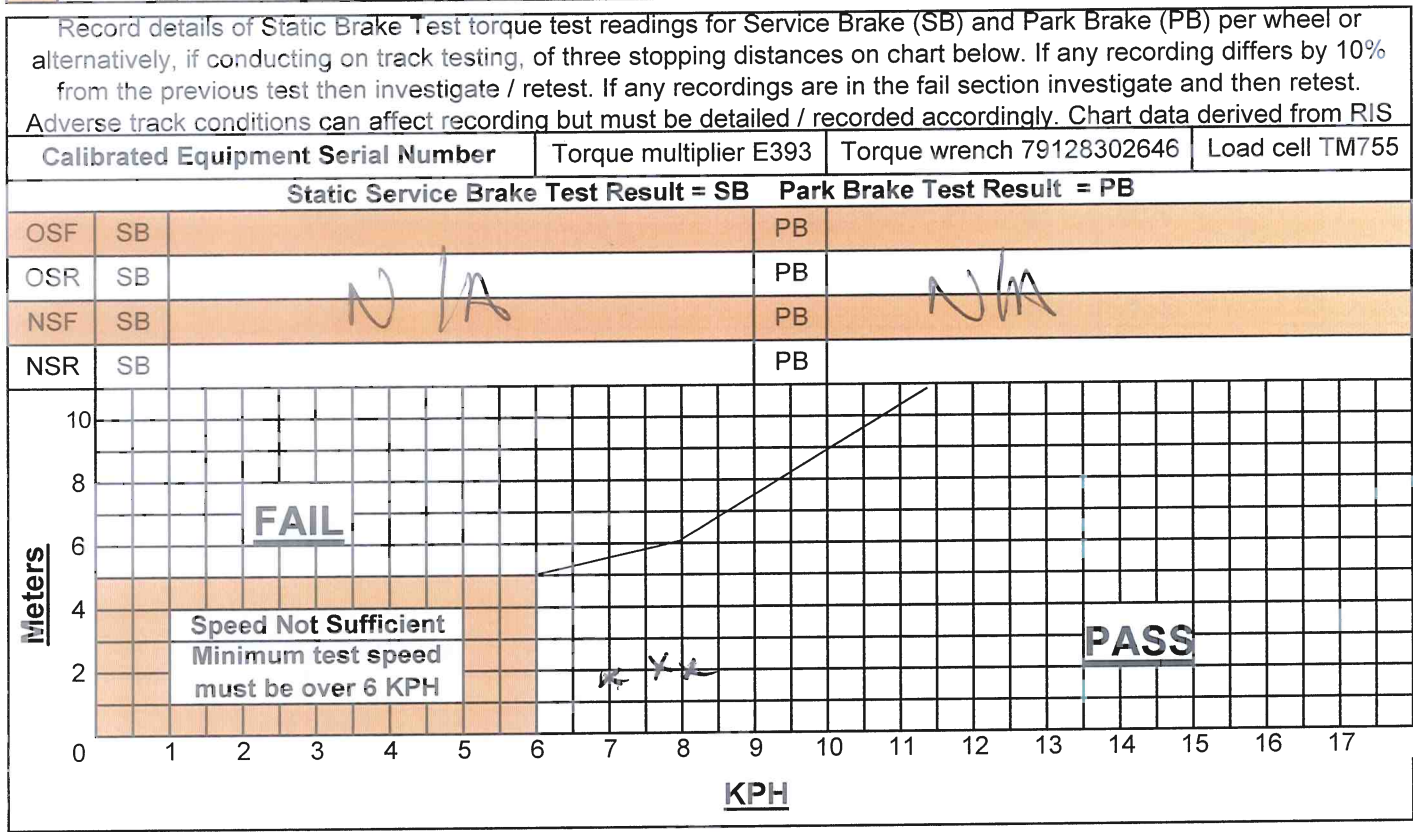 Record details of Static Brake Test torque test readings for Service Brake (SB) and Park Brake (PB) per wheel or
alternatively, if conducting on track testing, of three stopping distances on chart below. If any recording differs by 10%
from the previous test then investigate / retest. If any recordings are in the fail section investigate and then retest.
Adverse track conditions can affect recording but must be detailed / recorded accordingly. Chart data derived from RIS
Calibrated Equipment Serial Number Torque multiplier E393 Torque wrench 79128302646 Load cell TM755
Static Service Brake Test Result = SB Park Brake Test Result = PB
OSF SB PB
OSR SB PB
N/A N/A
NSF SB PB
NSR SB PB
10
8
FAIL
6
Meters
4
Speed Not Sufficient
Minimum test speed
must be over 6 KPH
PASS
2
0 1 2 3 4 5 6 7 8 9 10 11 12 13 14 15 16 17
KPH